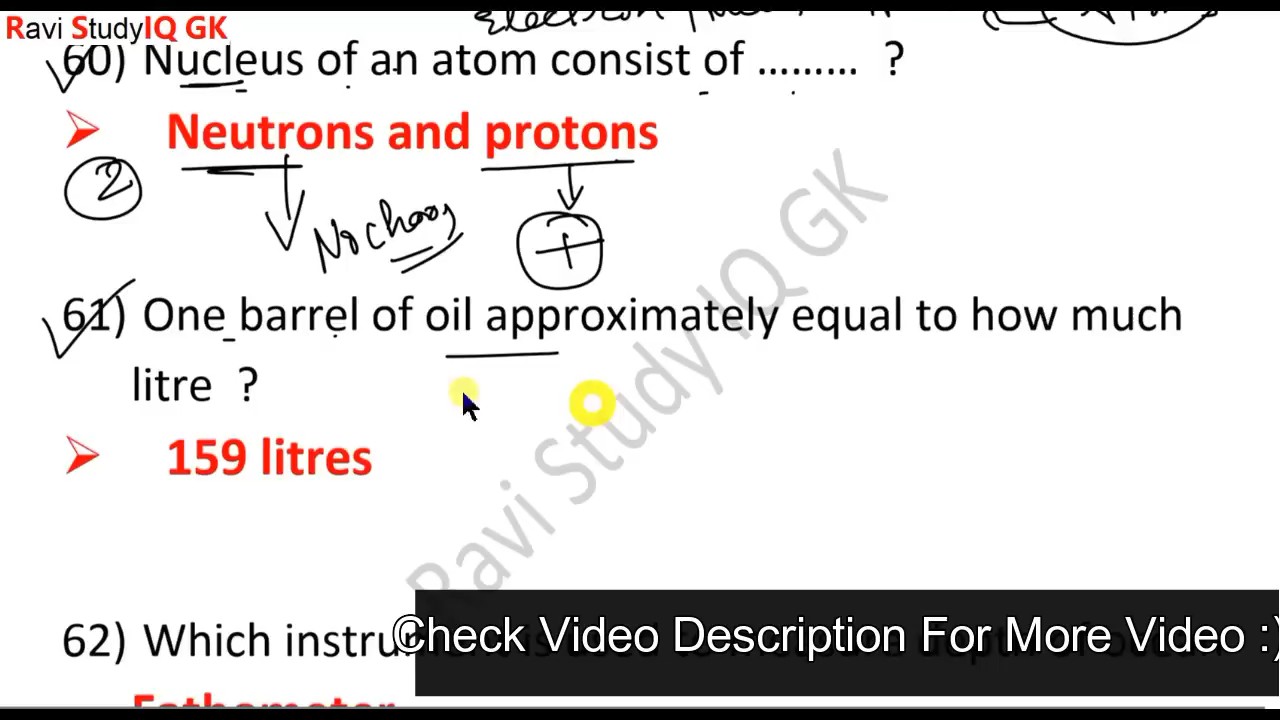 Ravi StudyIQ GK
60) Nucleus of an atom consist of ......... ?
Neutrons and protons
2
No
+
61) One barrel of oil approximately equal to how much
litre ?
159 litres
Ravi Study IQ GK
62) Which instrum
Check Video Description For More Video :)
Fathometer